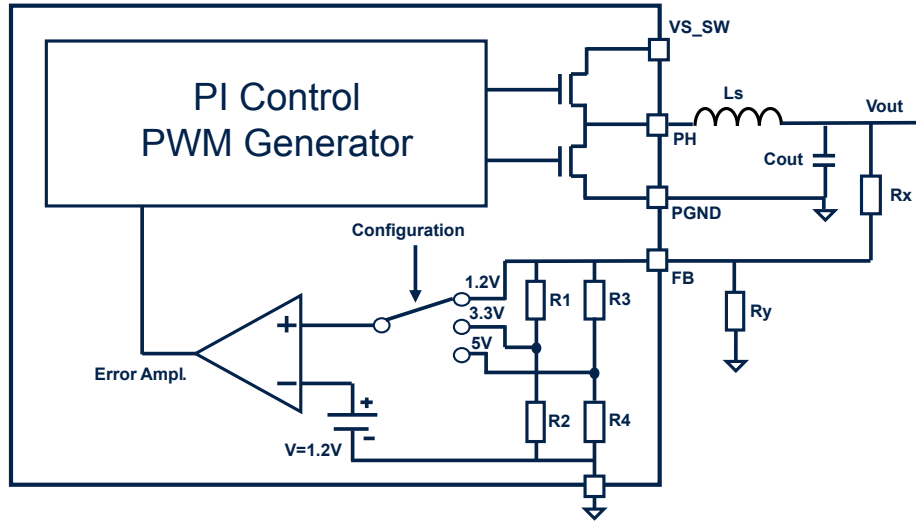 VS_SW
PI Control
PWM Generator
Ls
Vout
PH
Cout
Rx
PGND
Configuration
FB
1.2V
R1
R3
3.3V
Ry
+
5V
Error Ampl.
−
+
R2
R4
-
V=1.2V